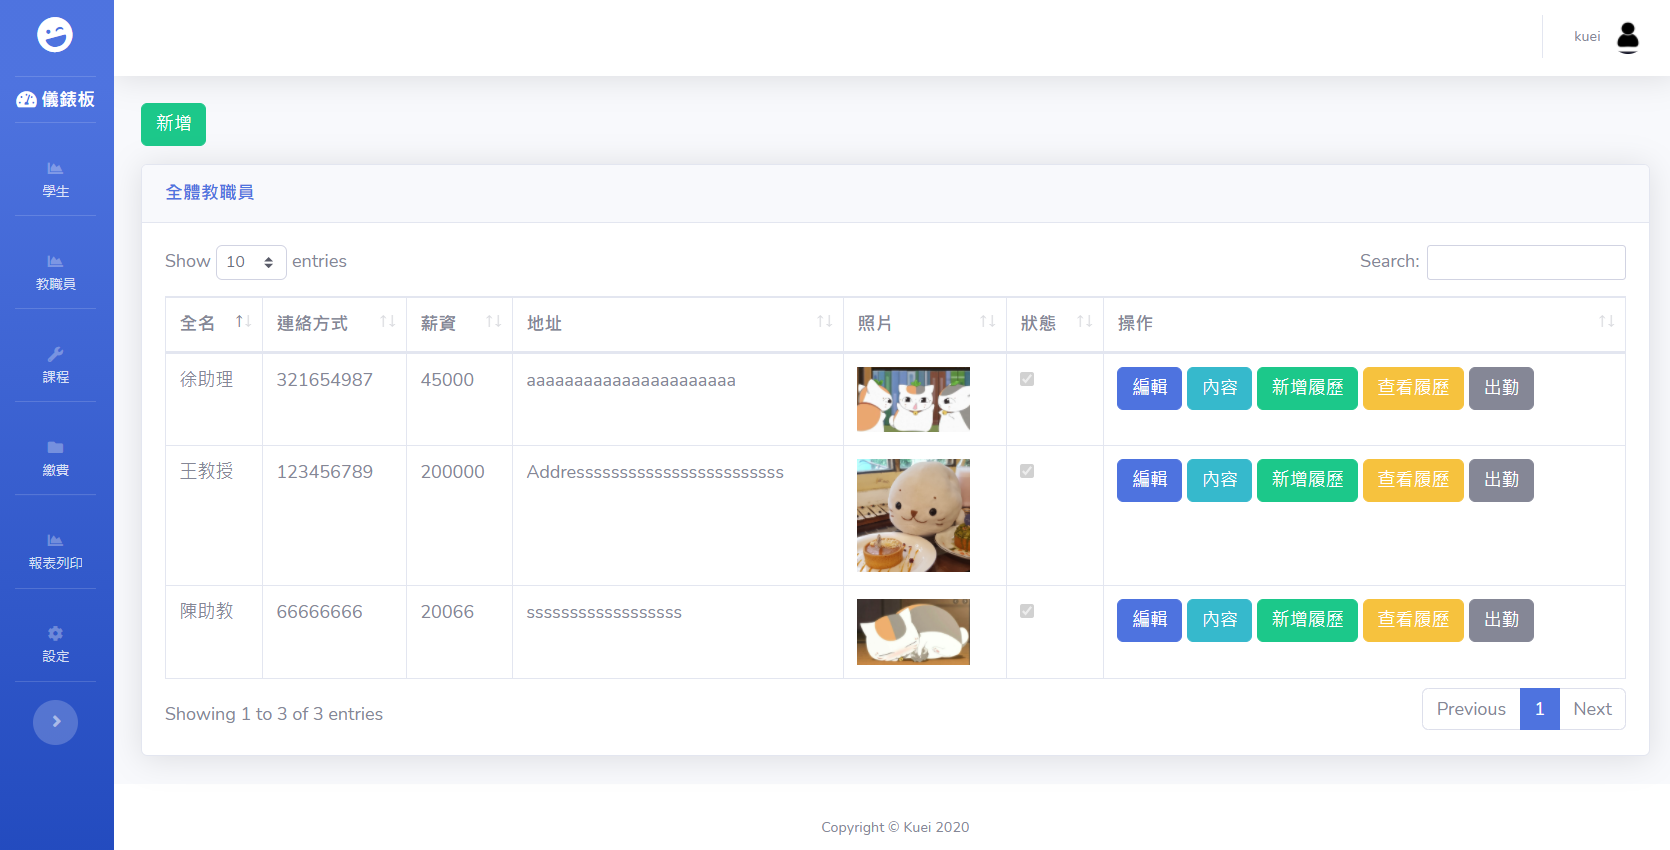 kuei
儀錶板
學生
教職員
課程
繳費
報表列印
設定
新增
全體教職員
Show 10 entries
Search:
全名 連絡方式 薪資 地址 照片 狀態 操作
徐助理 321654987 45000 aaaaaaaaaaaaaaaaaaaaaa 編輯 內容 新增履歷 查看履歷 出勤
王教授 123456789 200000 Addresssssssssssssssssssssssss 編輯 內容 新增履歷 查看履歷 出勤
陳助教 66666666 20066 ssssssssssssssssss 編輯 內容 新增履歷 查看履歷 出勤
Showing 1 to 3 of 3 entries
Previous 1 Next
Copyright © Kuei 2020